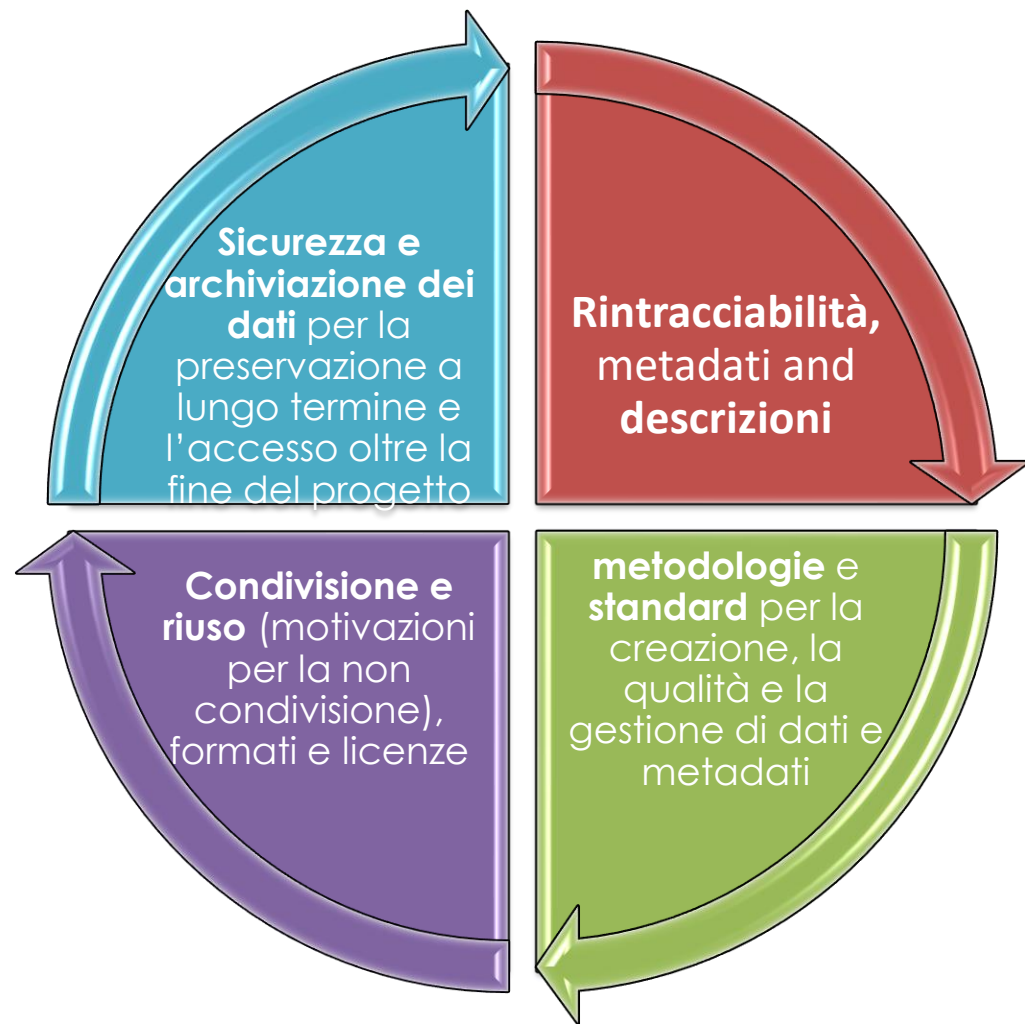 Sicurezza e
archiviazione dei
dati per la
preservazione a
lungo termine e
l’accesso oltre la
fine del progetto
Rintracciabilità,
metadati and
descrizioni
Condivisione e
riuso (motivazioni
per la non
condivisione),
formati e licenze
metodologie e
standard per la
creazione, la
qualità e la
gestione di dati e
metadati